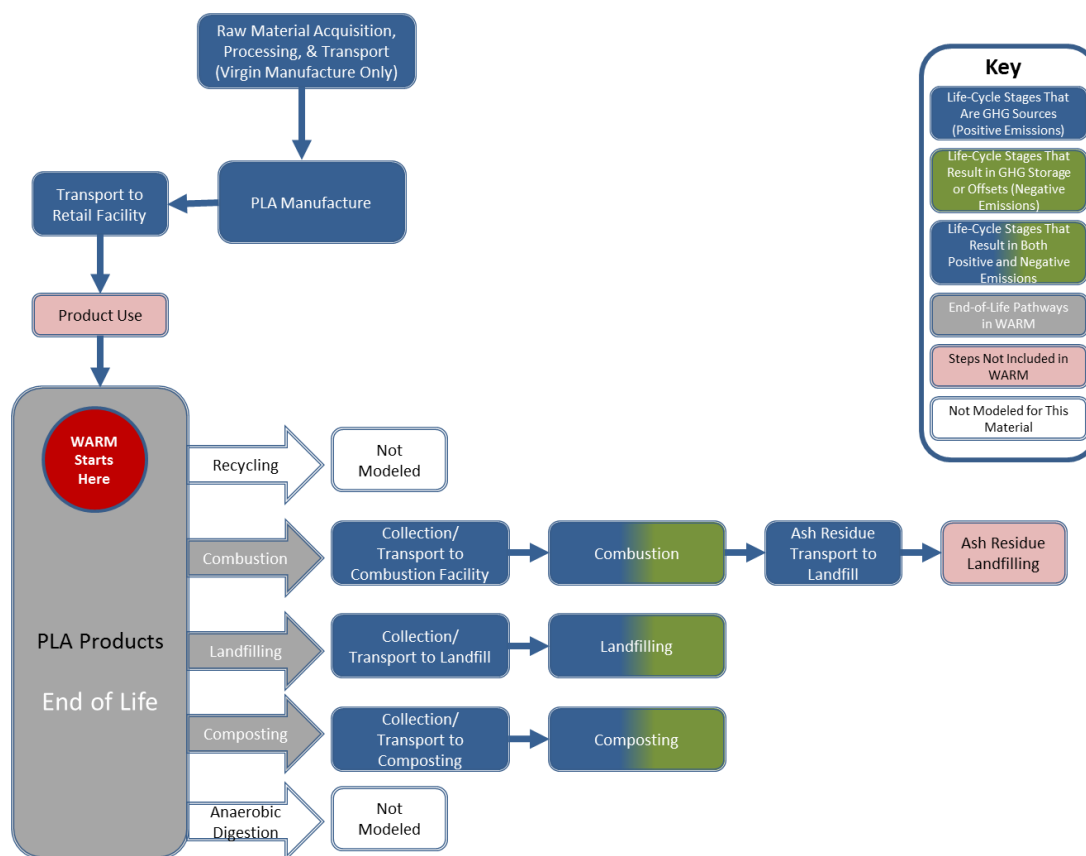 Raw Material Acquisition,
Processing, & Transport
(Virgin Manufacture Only)
PLA Manufacture
Transport to
Retail Facility
Product Use
WARM
Starts
Here
PLA Products
End of Life
Recycling
Not
Modeled
Combustion
Collection/
Transport to
Combustion Facility
Combustion
Ash Residue
Transport to
Landfill
Ash Residue
Landfilling
Landfilling
Collection/
Transport to Landfill
Landfilling
Composting
Collection/
Transport to
Composting
Composting
Anaerobic
Digestion
Not
Modeled
Key
Life-Cycle Stages That
Are GHG Sources
(Positive Emissions)
Life-Cycle Stages That
Result in GHG Storage
or Offsets (Negative
Emissions)
Life-Cycle Stages That
Result in Both
Positive and Negative
Emissions
End-of-Life Pathways
in WARM
Steps Not Included in
WARM
Not Modeled for This
Material